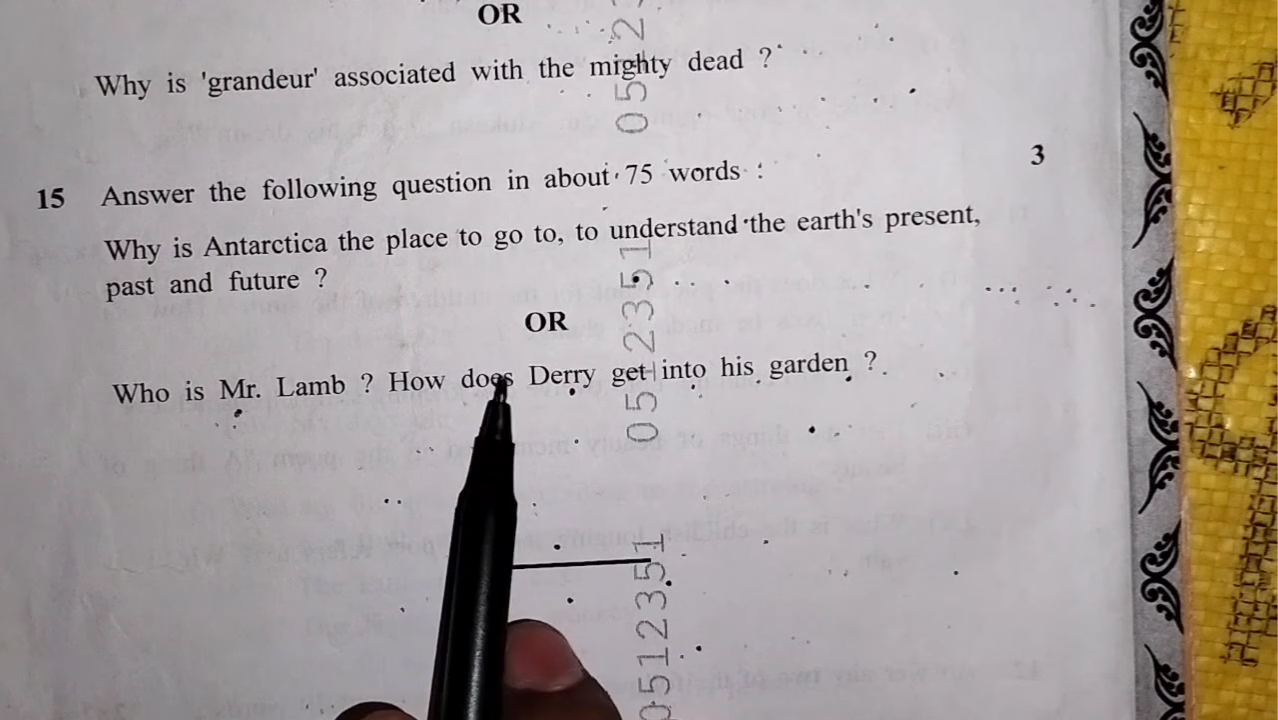 OR
Why is 'grandeur' associated with the mighty dead ?
15 Answer the following question in about 75 words : 3
Why is Antarctica the place to go to, to understand the earth's present,
past and future ?
OR
Who is Mr. Lamb ? How does Derry get into his garden ?
0512351